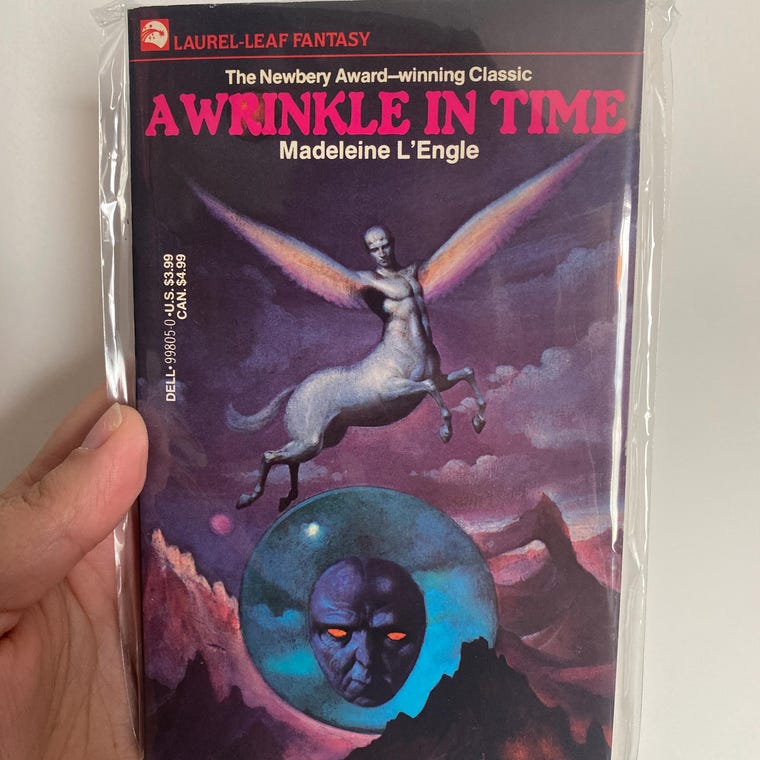 LAUREL-LEAF FANTASY
The Newbery Award–winning Classic
A WRINKLE IN TIME
Madeleine L'Engle
DELL • 99805-0 • U.S. $3.99
CAN. $4.99